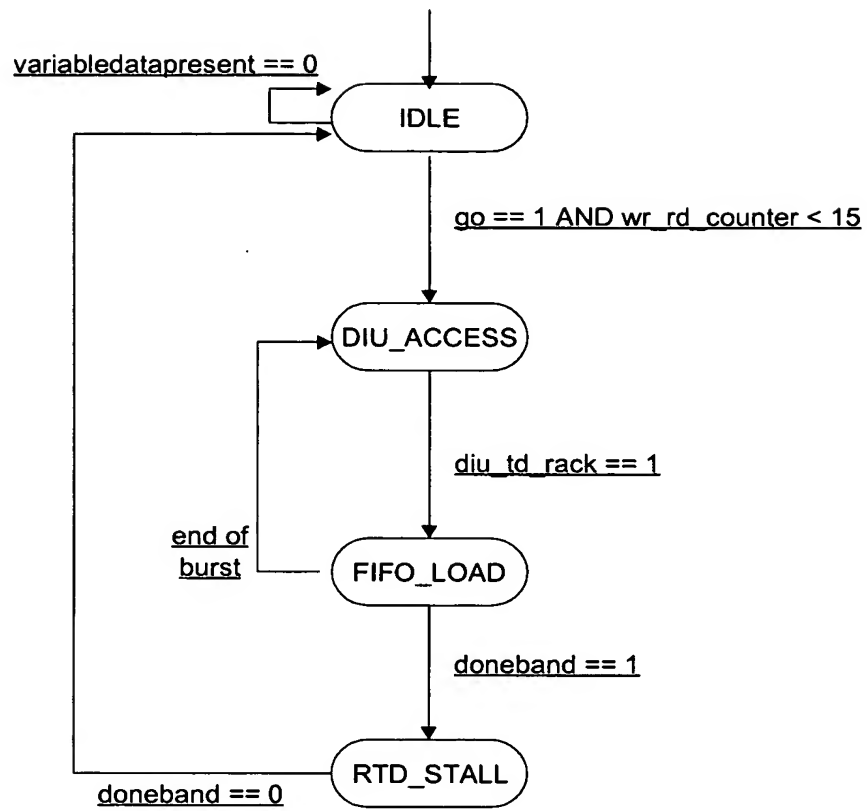 variabledatapresent == 0
IDLE
go == 1 AND wr_rd_counter < 15
DIU_ACCESS
diu_td_rack == 1
end of
burst
FIFO_LOAD
doneband == 1
RTD_STALL
doneband == 0